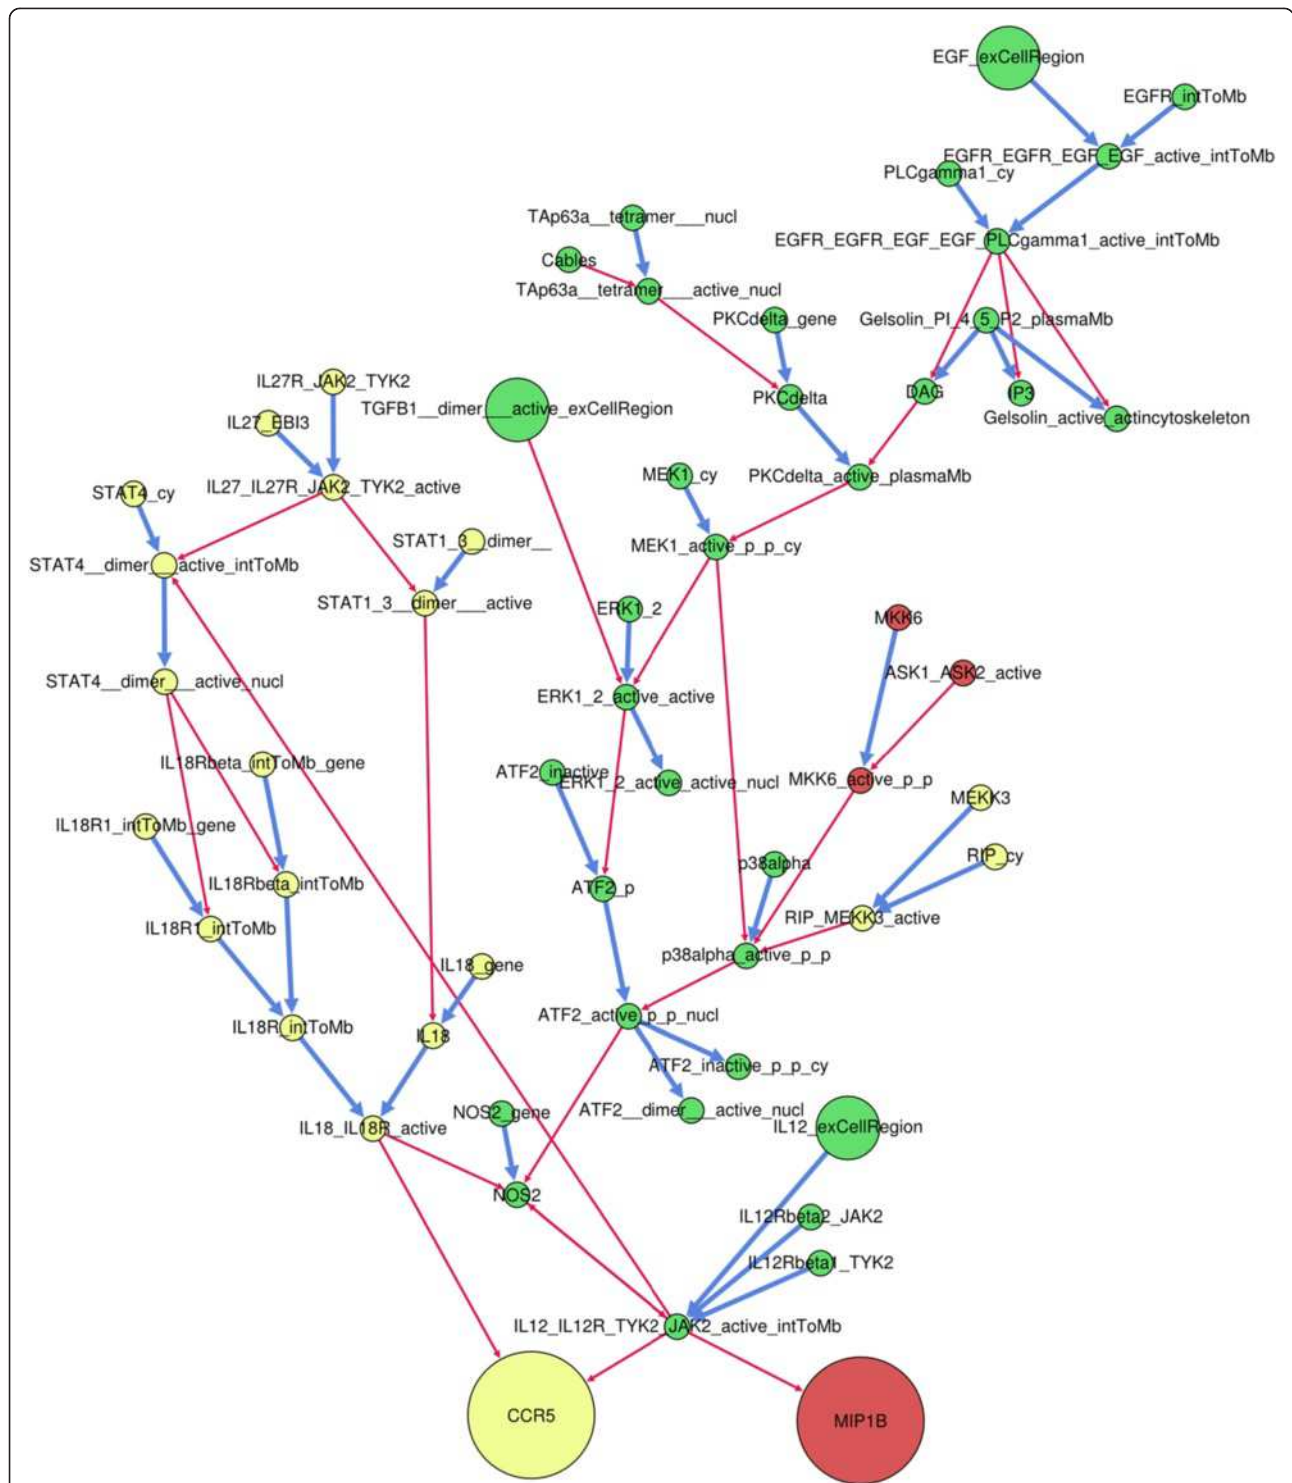 EGF_exCellRegion
EGFR_intToMb
EGFR_EGFR_EGF_EGF_active_intToMb
PLCgamma1_cy
TAp63a__tetramer___nucl
EGFR_EGFR_EGF_EGF_PLCgamma1_active_intToMb
Cables
TAp63a__tetramer___active_nucl
PKCdelta_gene
Gelsolin_PI_4_5_P2_plasmaMb
IL27R_JAK2_TYK2
DAG
IP3
PKCdelta
TGFB1__dimer___active_exCellRegion
Gelsolin_active_actincytoskeleton
IL27_EBI3
MEK1_cy
PKCdelta_active_plasmaMb
IL27_IL27R_JAK2_TYK2_active
STAT4_cy
STAT1_3__dimer__
MEK1_active_p_p_cy
STAT4__dimer___active_intToMb
STAT1_3__dimer___active
ERK1_2
MKK6
ASK1_ASK2_active
STAT4__dimer___active_nucl
ERK1_2_active_active
IL18Rbeta_intToMb_gene
ATF2_inactive
ERK1_2_active_active_nucl
MKK6_active_p_p
MEKK3
IL18R1_intToMb_gene
RIP_cy
p38alpha
IL18Rbeta_intToMb
ATF2_p
RIP_MEKK3_active
IL18R1_intToMb
p38alpha_active_p_p
IL18_gene
ATF2_active_p_p_nucl
IL18R_intToMb
IL18
ATF2_inactive_p_p_cy
NOS2_gene
ATF2__dimer___active_nucl
IL12_exCellRegion
IL18_IL18R_active
NOS2
IL12Rbeta2_JAK2
IL12Rbeta1_TYK2
IL12_IL12R_TYK2_JAK2_active_intToMb
CCR5
MIP1B